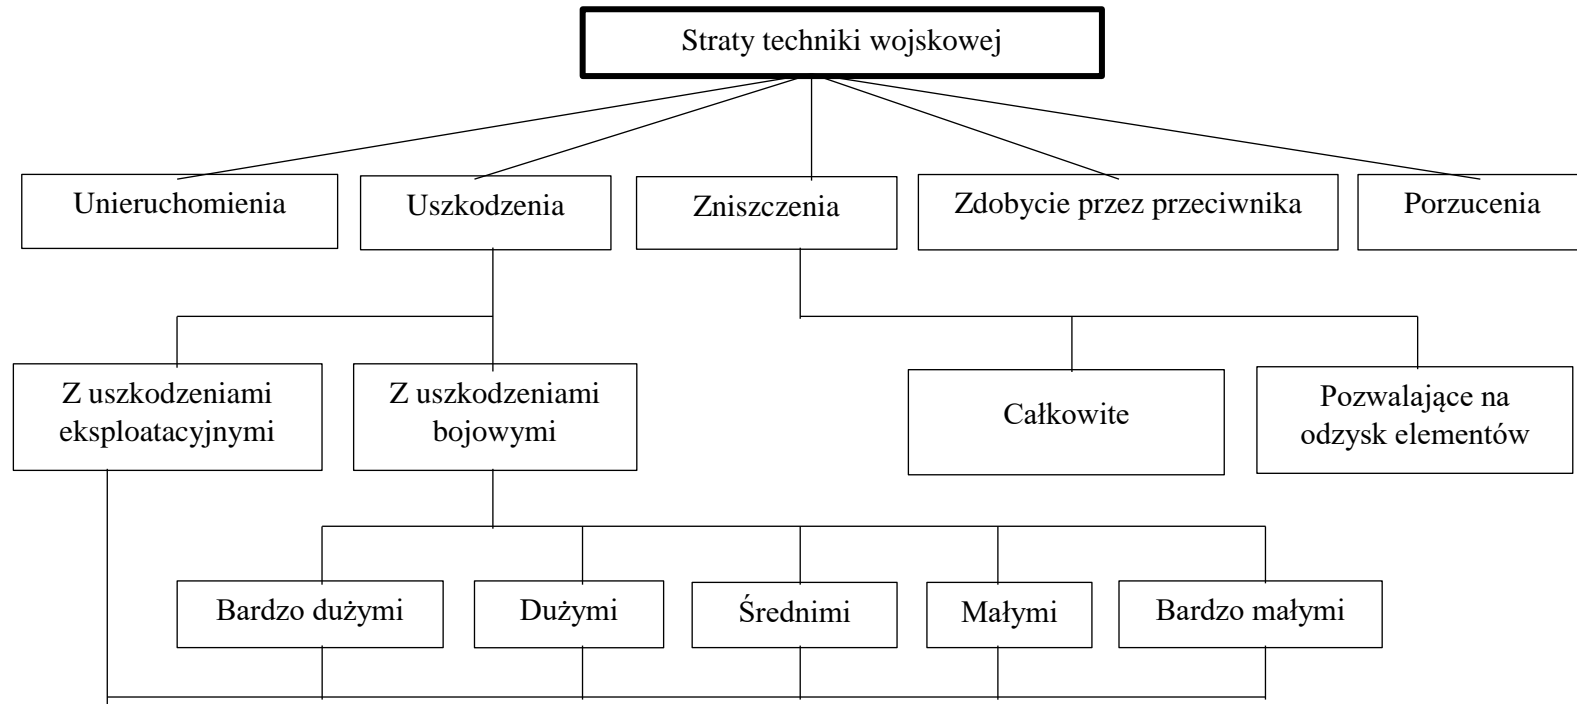 Straty techniki wojskowej
Unieruchomienia
Uszkodzenia
Zniszczenia
Zdobycie przez przeciwnika
Porzucenia
Z uszkodzeniami
eksploatacyjnymi
Z uszkodzeniami
bojowymi
Całkowite
Pozwalające na
odzysk elementów
Bardzo dużymi
Dużymi
Średnimi
Małymi
Bardzo małymi